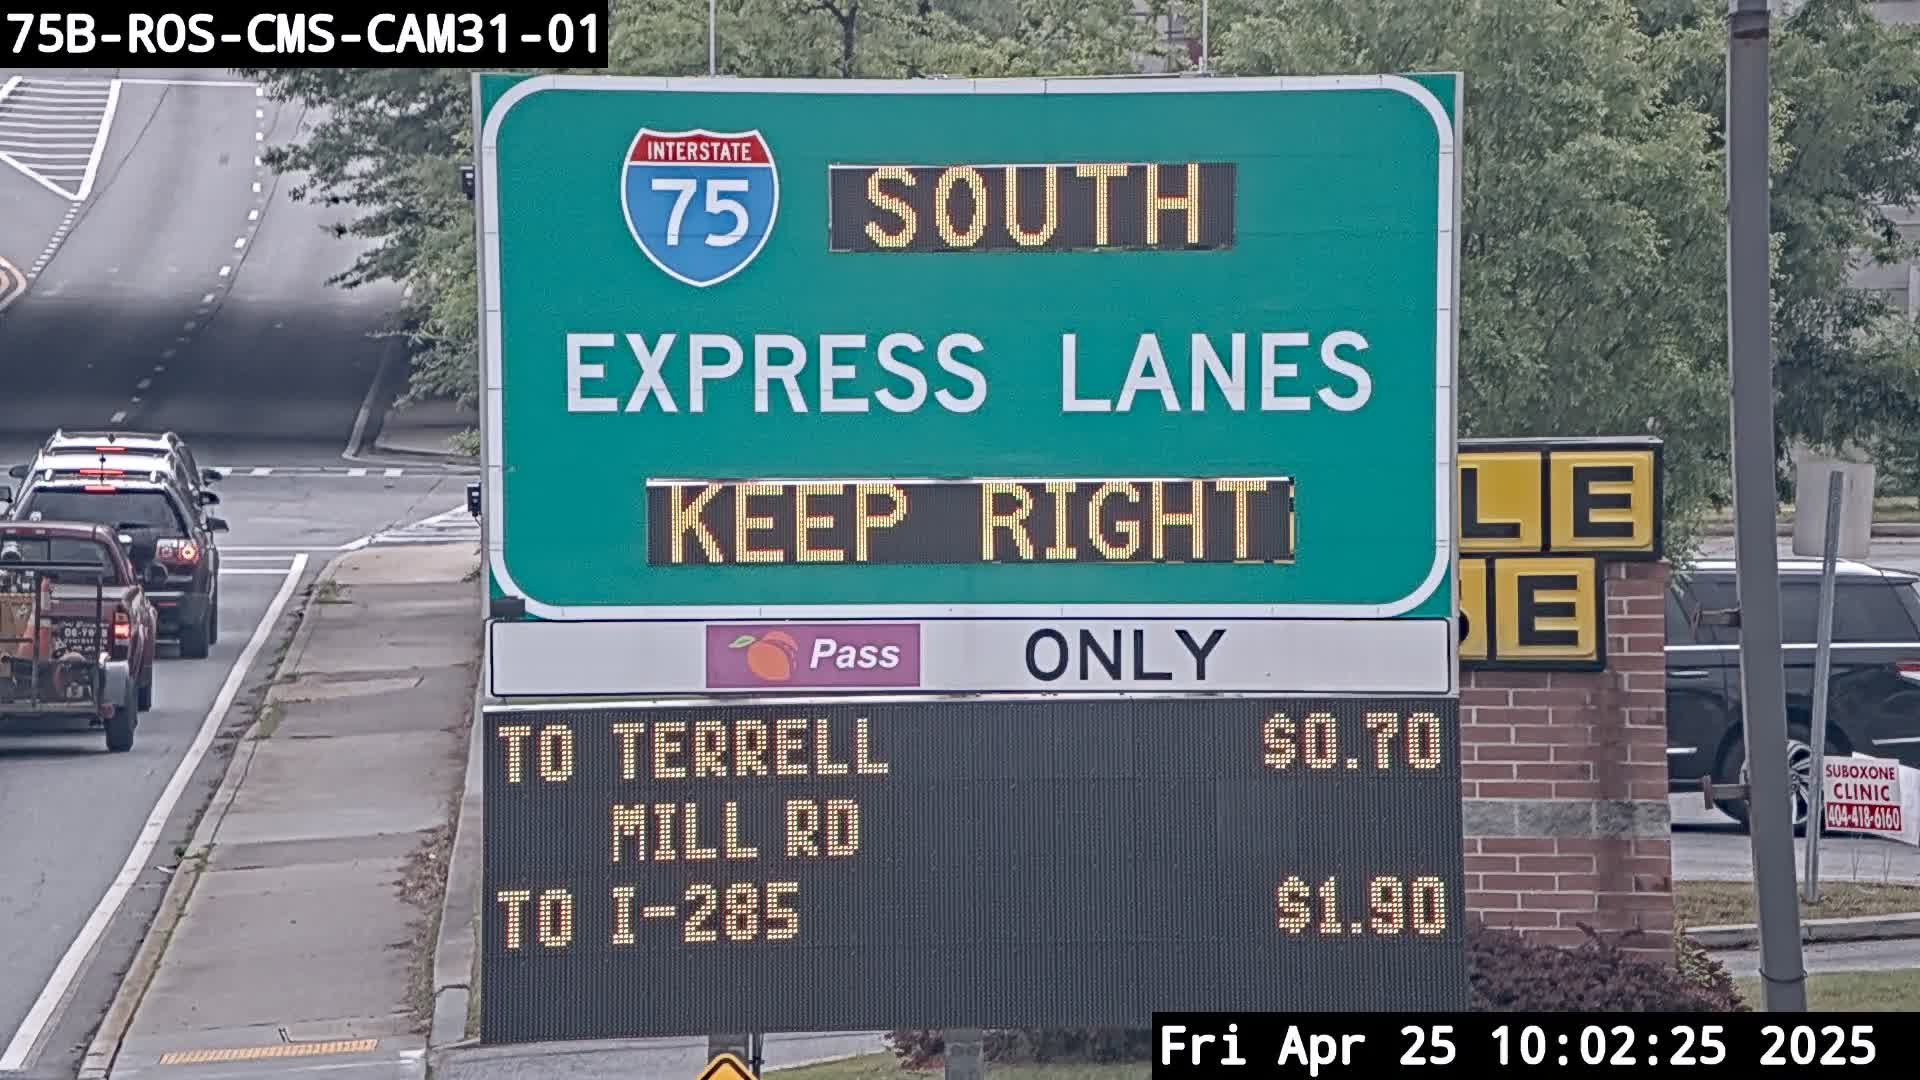 75B-ROS-CMS-CAM31-01
INTERSTATE
75
SOUTH
EXPRESS LANES
KEEP RIGHT
Pass ONLY
TO TERRELL $0.70
MILL RD
TO I-285 $1.90
LE
E
SUBOXONE
CLINIC
404-418-6160
Fri Apr 25 10:02:25 2025